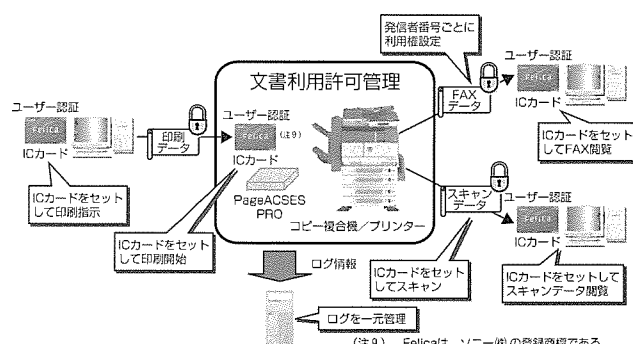 発信者番号ごとに
利用権設定
ユーザー認証
Felica
ICカード
ICカードをセット
してFAX閲覧
FAX
データ
文書利用許可管理
ユーザー認証
Felica
ICカード
印刷
データ
ICカードをセット
して印刷指示
ユーザー認証
Felica
(注9)
ICカード
PageACSES
PRO
コピー複合機/プリンター
ICカードをセット
して印刷開始
スキャン
データ
ユーザー認証
Felica
ICカード
ICカードをセット
してスキャン
ICカードをセットして
スキャンデータ閲覧
ログ情報
ログを一元管理
(注9) Felicaは、ソニー㈱の登録商標である